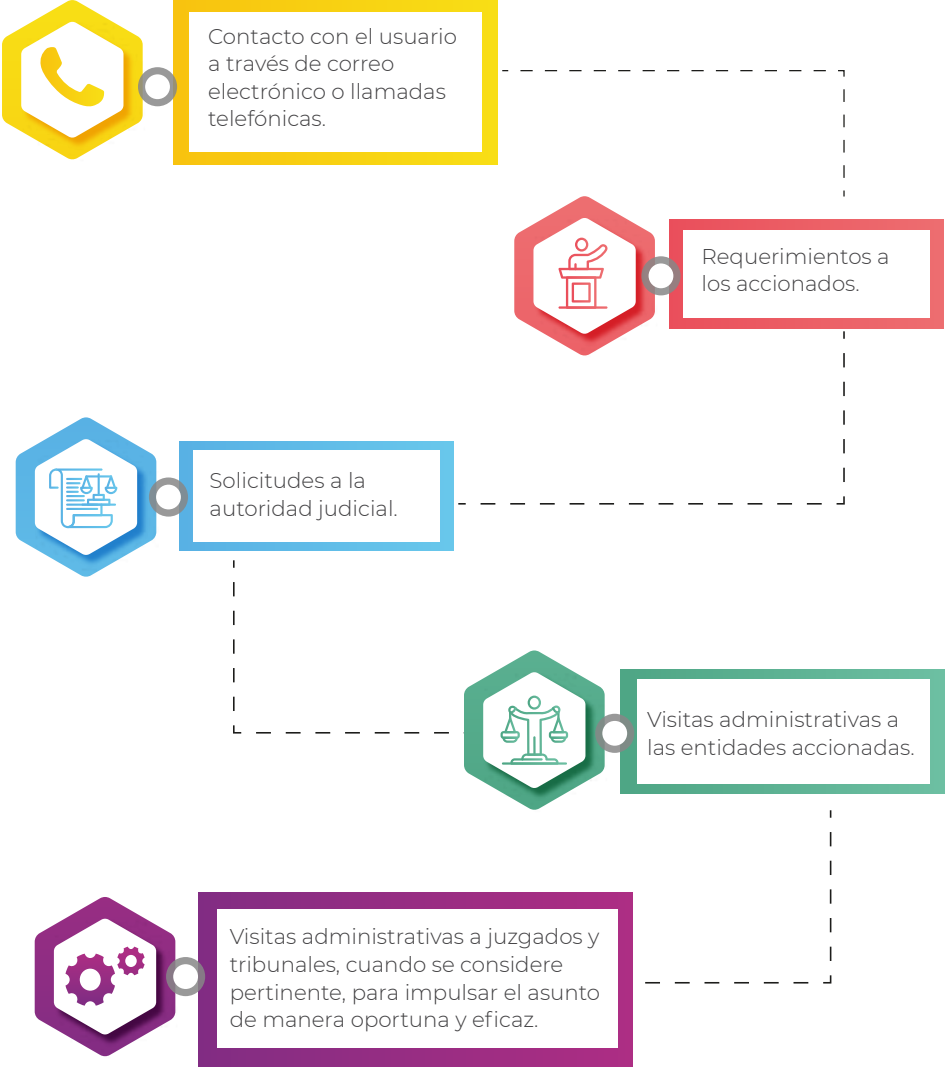 Contacto con el usuario
a través de correo
electrónico o llamadas
telefónicas.
Requerimientos a
los accionados.
Solicitudes a la
autoridad judicial.
Visitas administrativas a
las entidades accionadas.
Visitas administrativas a juzgados y
tribunales, cuando se considere
pertinente, para impulsar el asunto
de manera oportuna y eficaz.